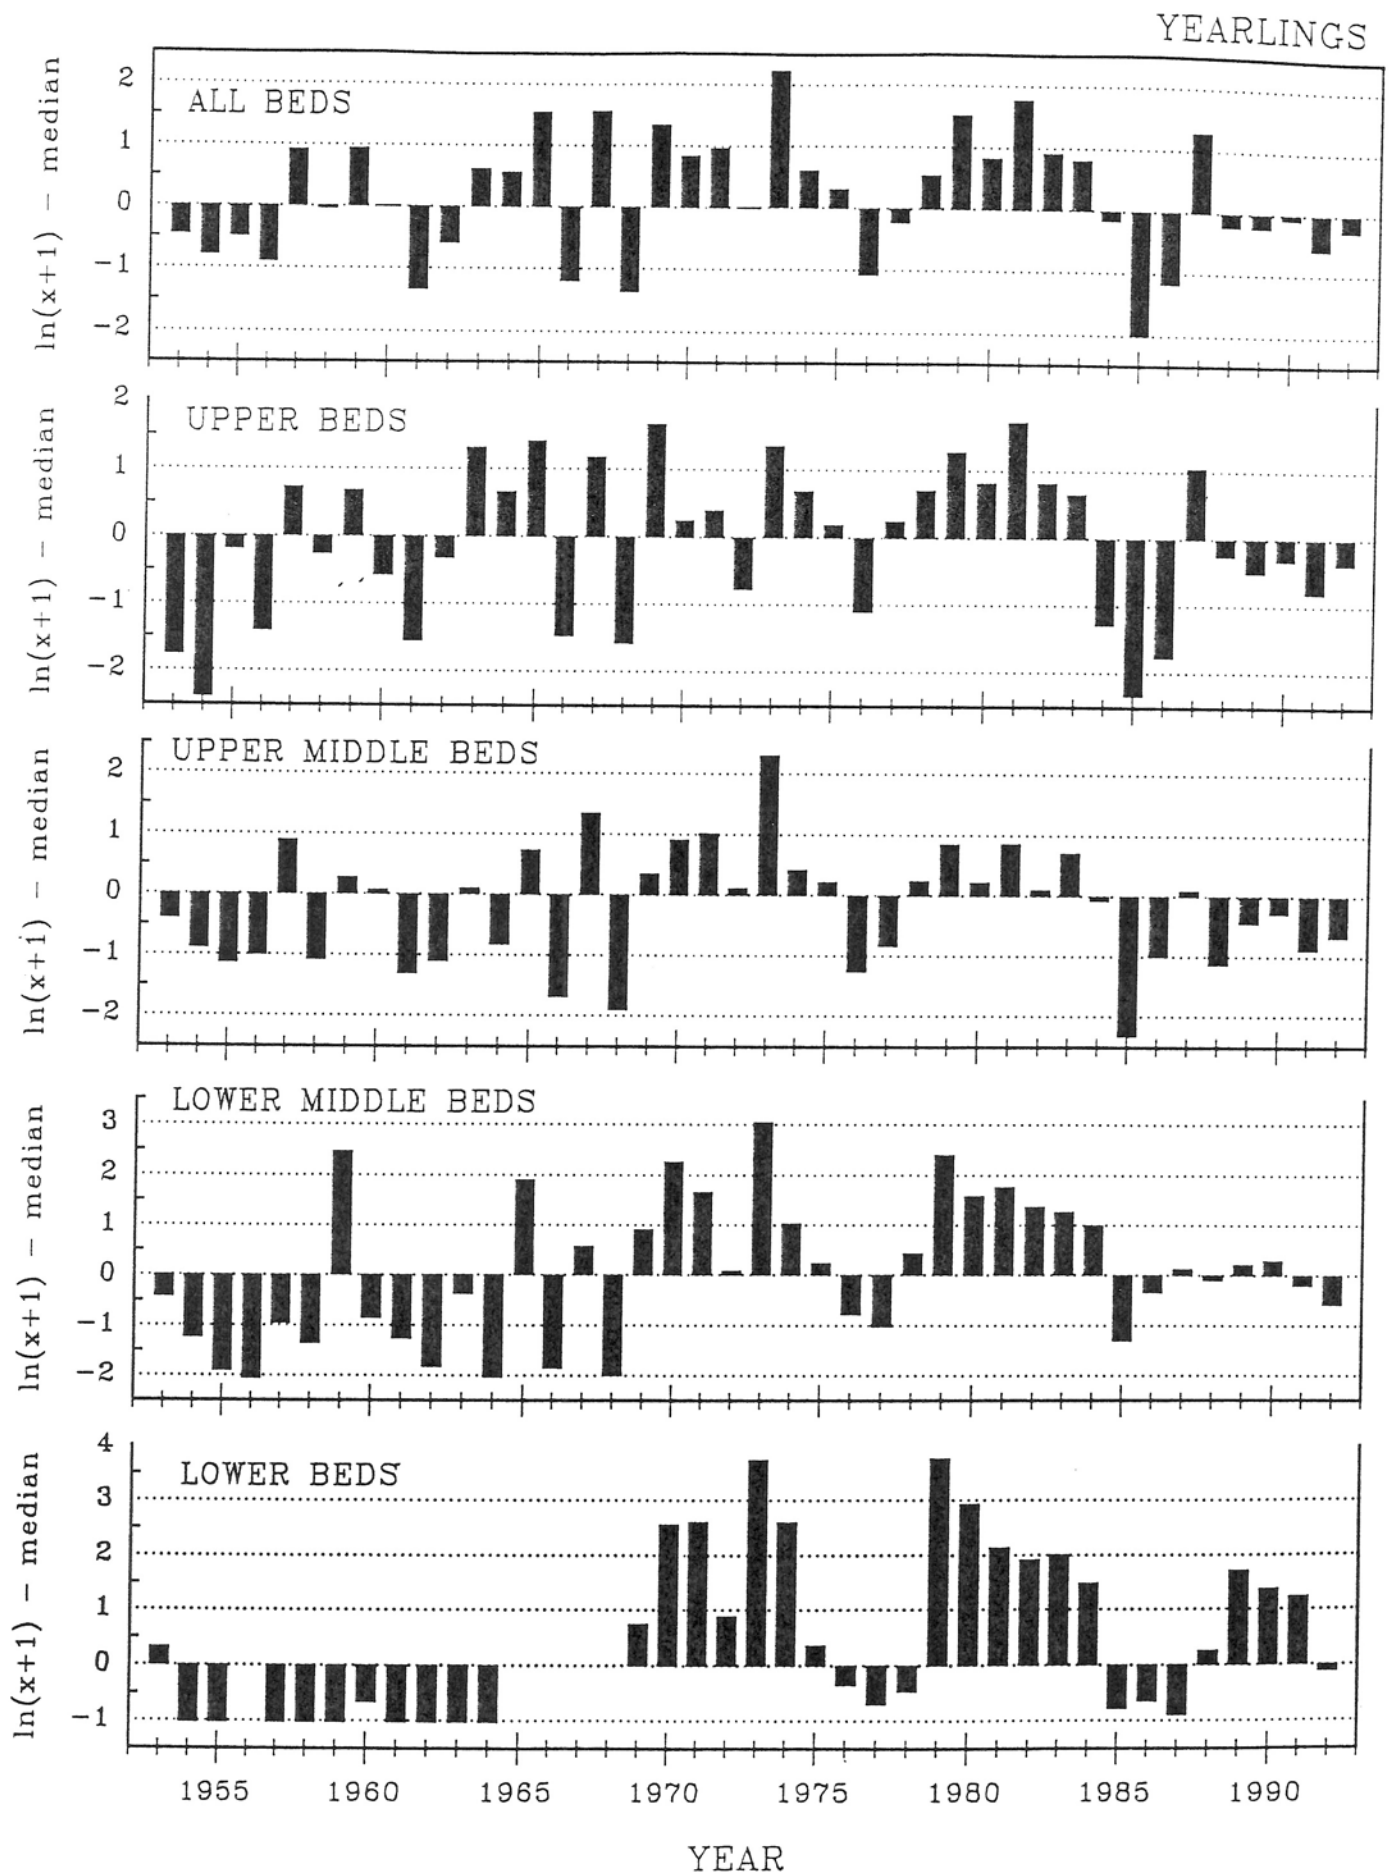 YEARLINGS
ALL BEDS
ln(x+1) − median
2
1
0
−1
−2
UPPER BEDS
ln(x+1) − median
2
1
0
−1
−2
UPPER MIDDLE BEDS
ln(x+1) − median
2
1
0
−1
−2
LOWER MIDDLE BEDS
ln(x+1) − median
3
2
1
0
−1
−2
LOWER BEDS
ln(x+1) − median
4
3
2
1
0
−1
1955 1960 1965 1970 1975 1980 1985 1990
YEAR